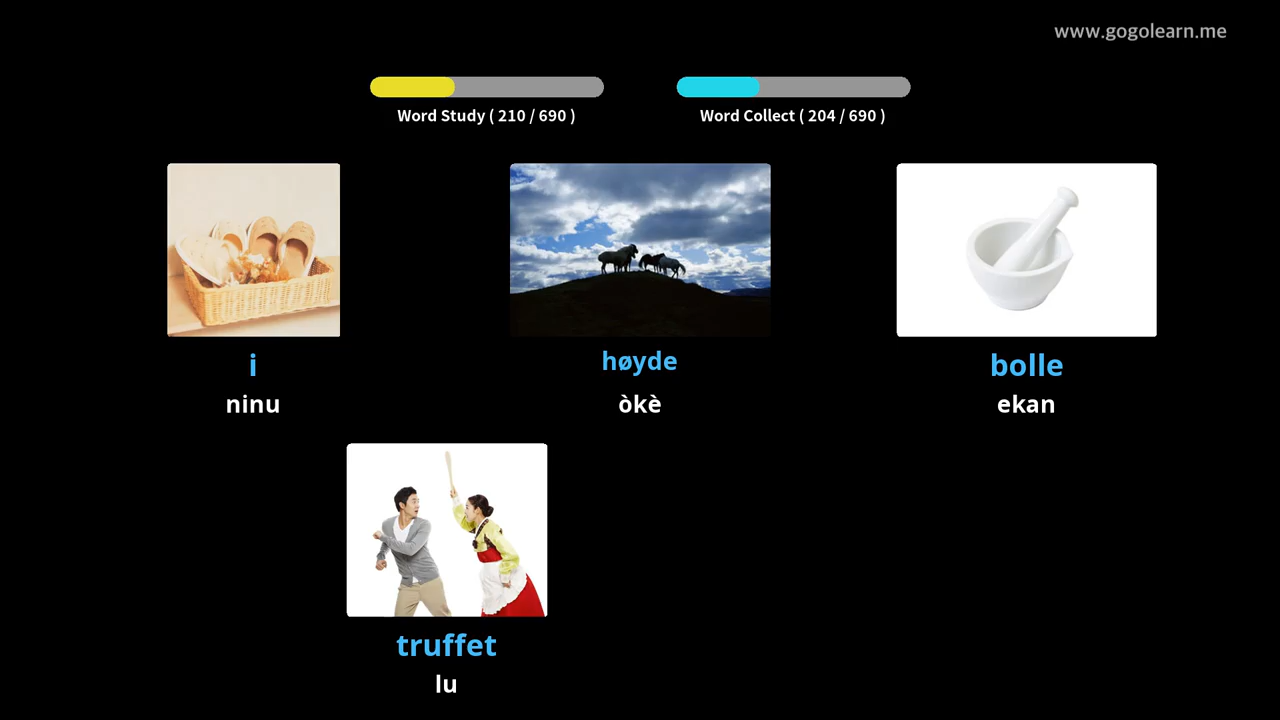 www.gogolearn.me
Word Study ( 210 / 690 )
Word Collect ( 204 / 690 )
i
ninu
høyde
òkè
bolle
ekan
truffet
lu